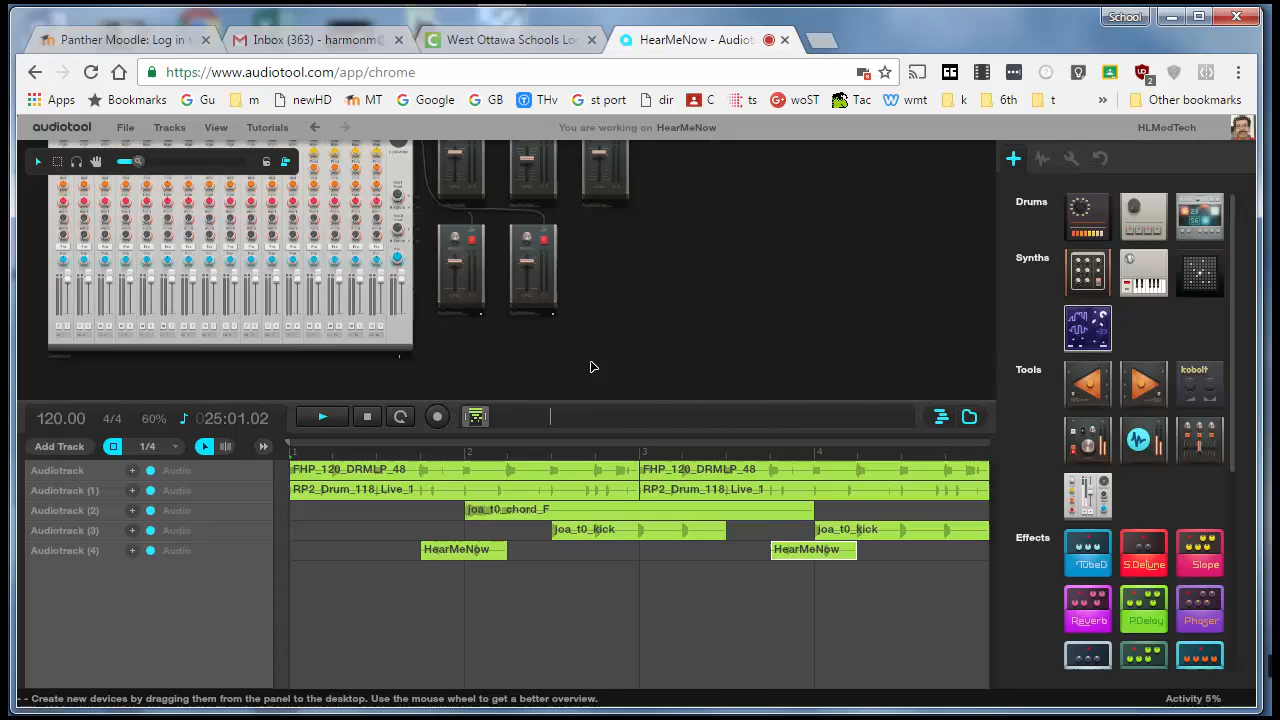 School
Panther Moodle: Log in t
Inbox (363) - harmonm@
West Ottawa Schools Loc
HearMeNow - Audiot
https://www.audiotool.com/app/chrome
2
Apps
Bookmarks
Gu
m
newHD
MT
Google
GB
THv
st port
dir
C
ts
woST
Tac
wmt
k
6th
t
Other bookmarks
audiotool
File
Tracks
View
Tutorials
You are working on HearMeNow
HLModTech
Drums
Synths
Tools
kobolt
Effects
TubeD
S.Detune
Slope
Reverb
P.Delay
Phaser
120.00
4/4
60%
025:01.02
Add Track
1/4
1
2
3
4
Audiotrack + Audio
FHP_120_DRMLP_48
FHP_120_DRMLP_48
Audiotrack (1) + Audio
RP2_Drum_118_Live_1
RP2_Drum_118_Live_1
Audiotrack (2) + Audio
joa_t0_chord_F
Audiotrack (3) + Audio
joa_t0_kick
joa_t0_kick
Audiotrack (4) + Audio
HearMeNow
HearMeNow
- - Create new devices by dragging them from the panel to the desktop. Use the mouse wheel to get a better overview.
Activity 5%